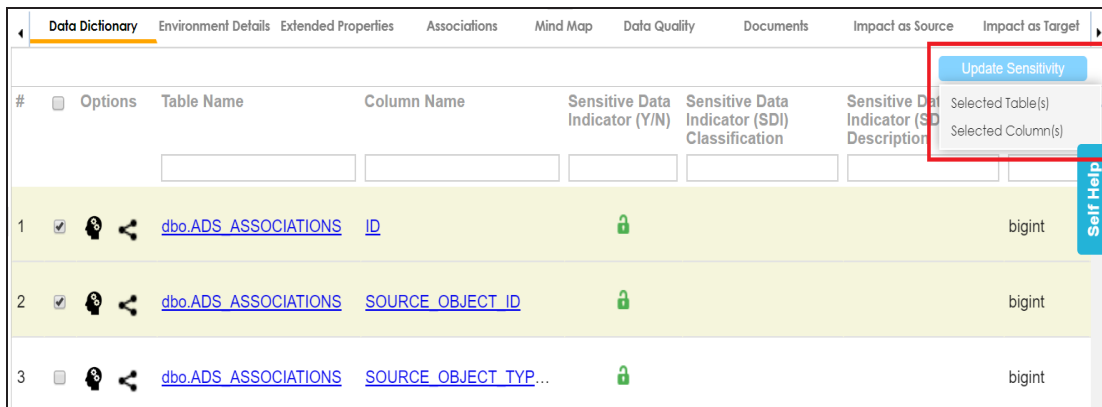 Data Dictionary Environment Details Extended Properties Associations Mind Map Data Quality Documents Impact as Source Impact as Target
Update Sensitivity
Selected Table(s)
Selected Column(s)
# Options Table Name Column Name Sensitive Data Sensitive Data Sensitive
Indicator (Y/N) Indicator (SDI) Indicator
Classification Description
Self Help
1 dbo.ADS_ASSOCIATIONS ID bigint
2 dbo.ADS_ASSOCIATIONS SOURCE_OBJECT_ID bigint
3 dbo.ADS_ASSOCIATIONS SOURCE_OBJECT_TYP... bigint